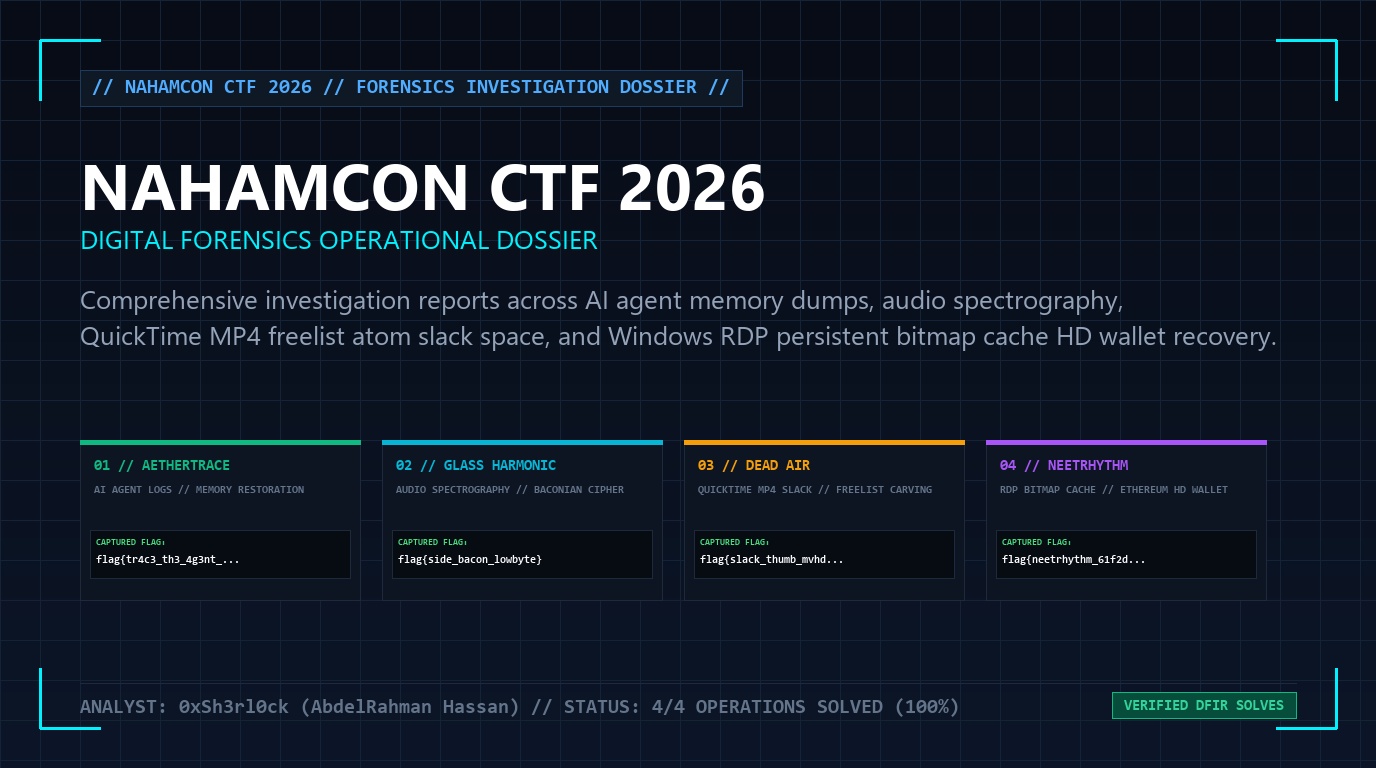 // NAHAMCON CTF 2026 // FORENSICS INVESTIGATION DOSSIER //
NAHAMCON CTF 2026
DIGITAL FORENSICS OPERATIONAL DOSSIER
Comprehensive investigation reports across AI agent memory dumps, audio spectrography,
QuickTime MP4 freelist atom slack space, and Windows RDP persistent bitmap cache HD wallet recovery.
01 // AETHERTRACE
AI AGENT LOGS // MEMORY RESTORATION
CAPTURED FLAG:
flag{tr4c3_th3_4g3nt_...
02 // GLASS HARMONIC
AUDIO SPECTROGRAPHY // BACONIAN CIPHER
CAPTURED FLAG:
flag{side_bacon_lowbyte}
03 // DEAD AIR
QUICKTIME MP4 SLACK // FREELIST CARVING
CAPTURED FLAG:
flag{slack_thumb_mvhd...
04 // NEETRHYTHM
RDP BITMAP CACHE // ETHEREUM HD WALLET
CAPTURED FLAG:
flag{neetrhythm_61f2d...
ANALYST: 0xSh3rl0ck (AbdelRahman Hassan) // STATUS: 4/4 OPERATIONS SOLVED (100%)
VERIFIED DFIR SOLVES